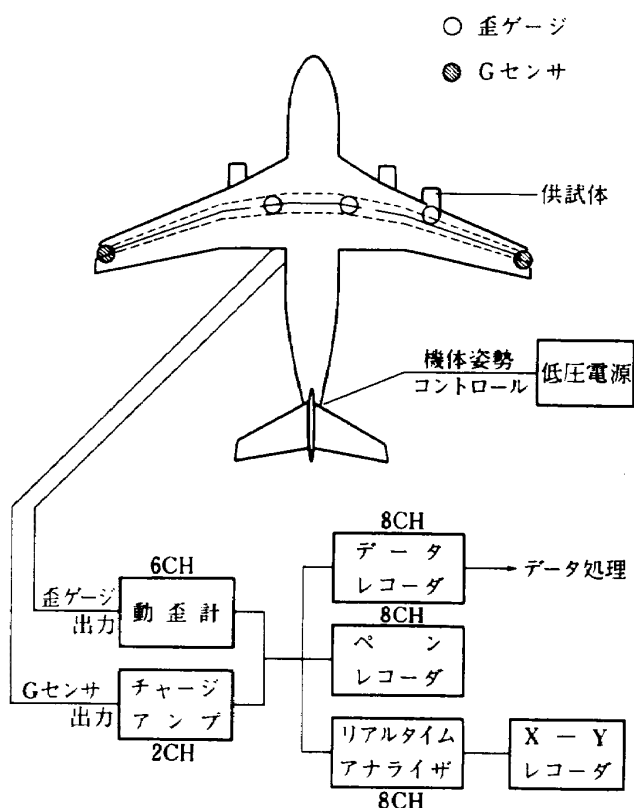 歪ゲージ
Gセンサ
供試体
機体姿勢
コントロール
低圧電源
8CH
データ
レコーダ
データ処理
6CH
歪ゲージ
出力
動歪計
8CH
ペン
レコーダ
Gセンサ
出力
チャージ
アンプ
2CH
リアルタイム
アナライザ
8CH
X－Y
レコーダ